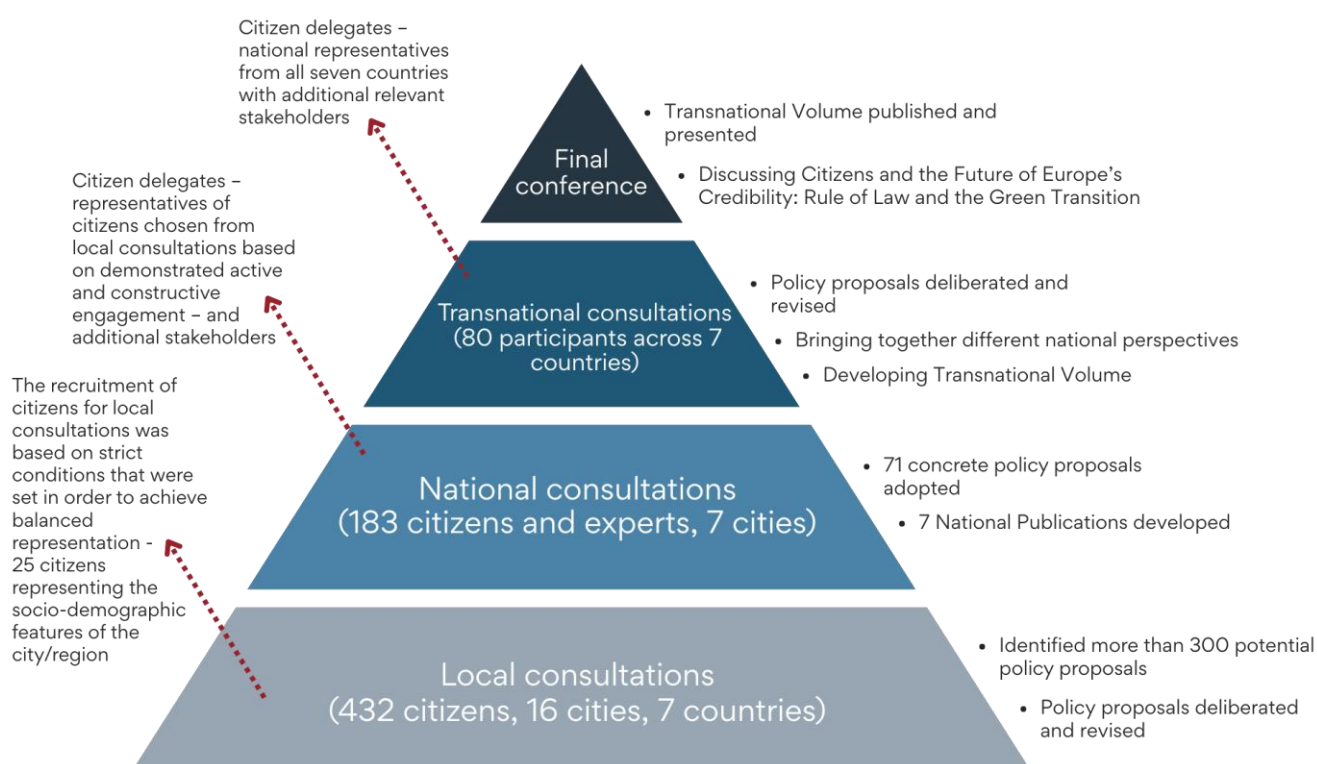 Citizen delegates –
national representatives
from all seven countries
with additional relevant
stakeholders
Final
conference
• Transnational Volume published and
presented
• Discussing Citizens and the Future of Europe's
Credibility: Rule of Law and the Green Transition
Citizen delegates –
representatives of
citizens chosen from
local consultations based
on demonstrated active
and constructive
engagement – and
additional stakeholders
Transnational consultations
(80 participants across 7
countries)
• Policy proposals deliberated and
revised
• Bringing together different national perspectives
• Developing Transnational Volume
The recruitment of
citizens for local
consultations was
based on strict
conditions that were
set in order to achieve
balanced
representation -
25 citizens
representing the
socio-demographic
features of the
city/region
National consultations
(183 citizens and experts, 7 cities)
• 71 concrete policy proposals
adopted
• 7 National Publications developed
Local consultations
(432 citizens, 16 cities, 7 countries)
• Identified more than 300 potential
policy proposals
• Policy proposals deliberated
and revised